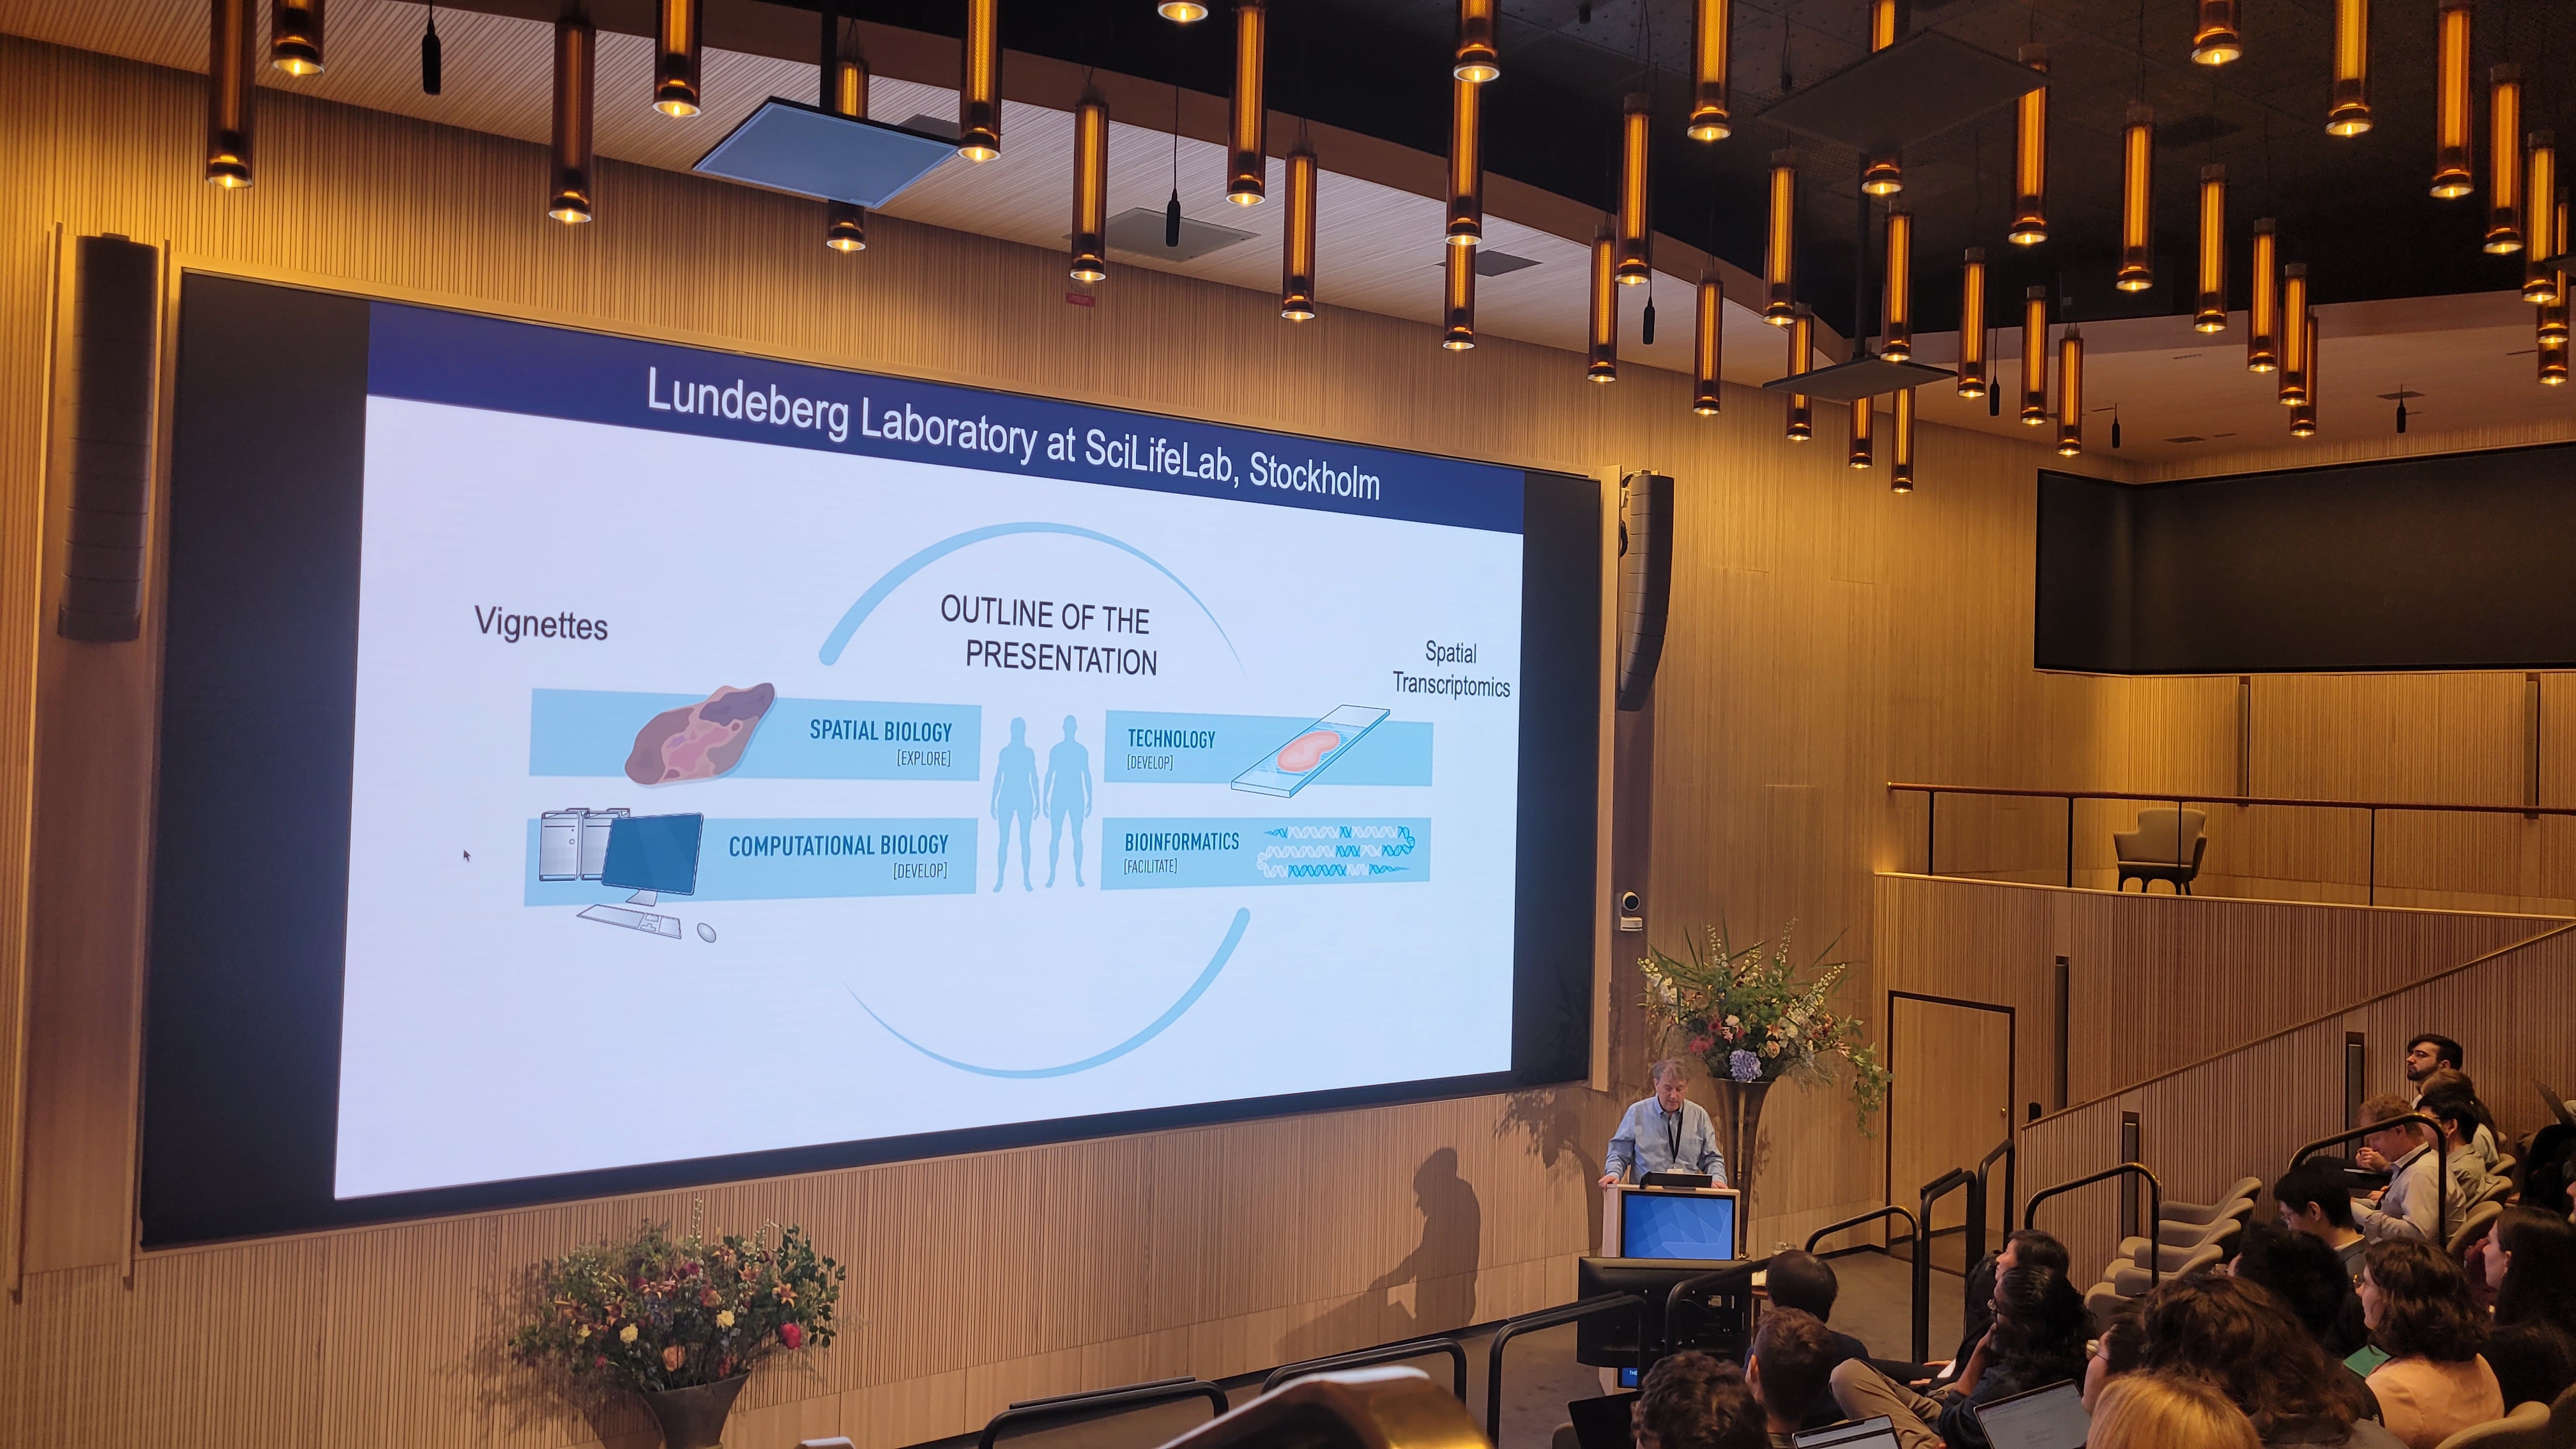 Lundeberg Laboratory at SciLifeLab, Stockholm
OUTLINE OF THE
PRESENTATION
Vignettes
Spatial
Transcriptomics
SPATIAL BIOLOGY
[EXPLORE]
TECHNOLOGY
[DEVELOP]
COMPUTATIONAL BIOLOGY
[DEVELOP]
BIOINFORMATICS
[FACILITATE]